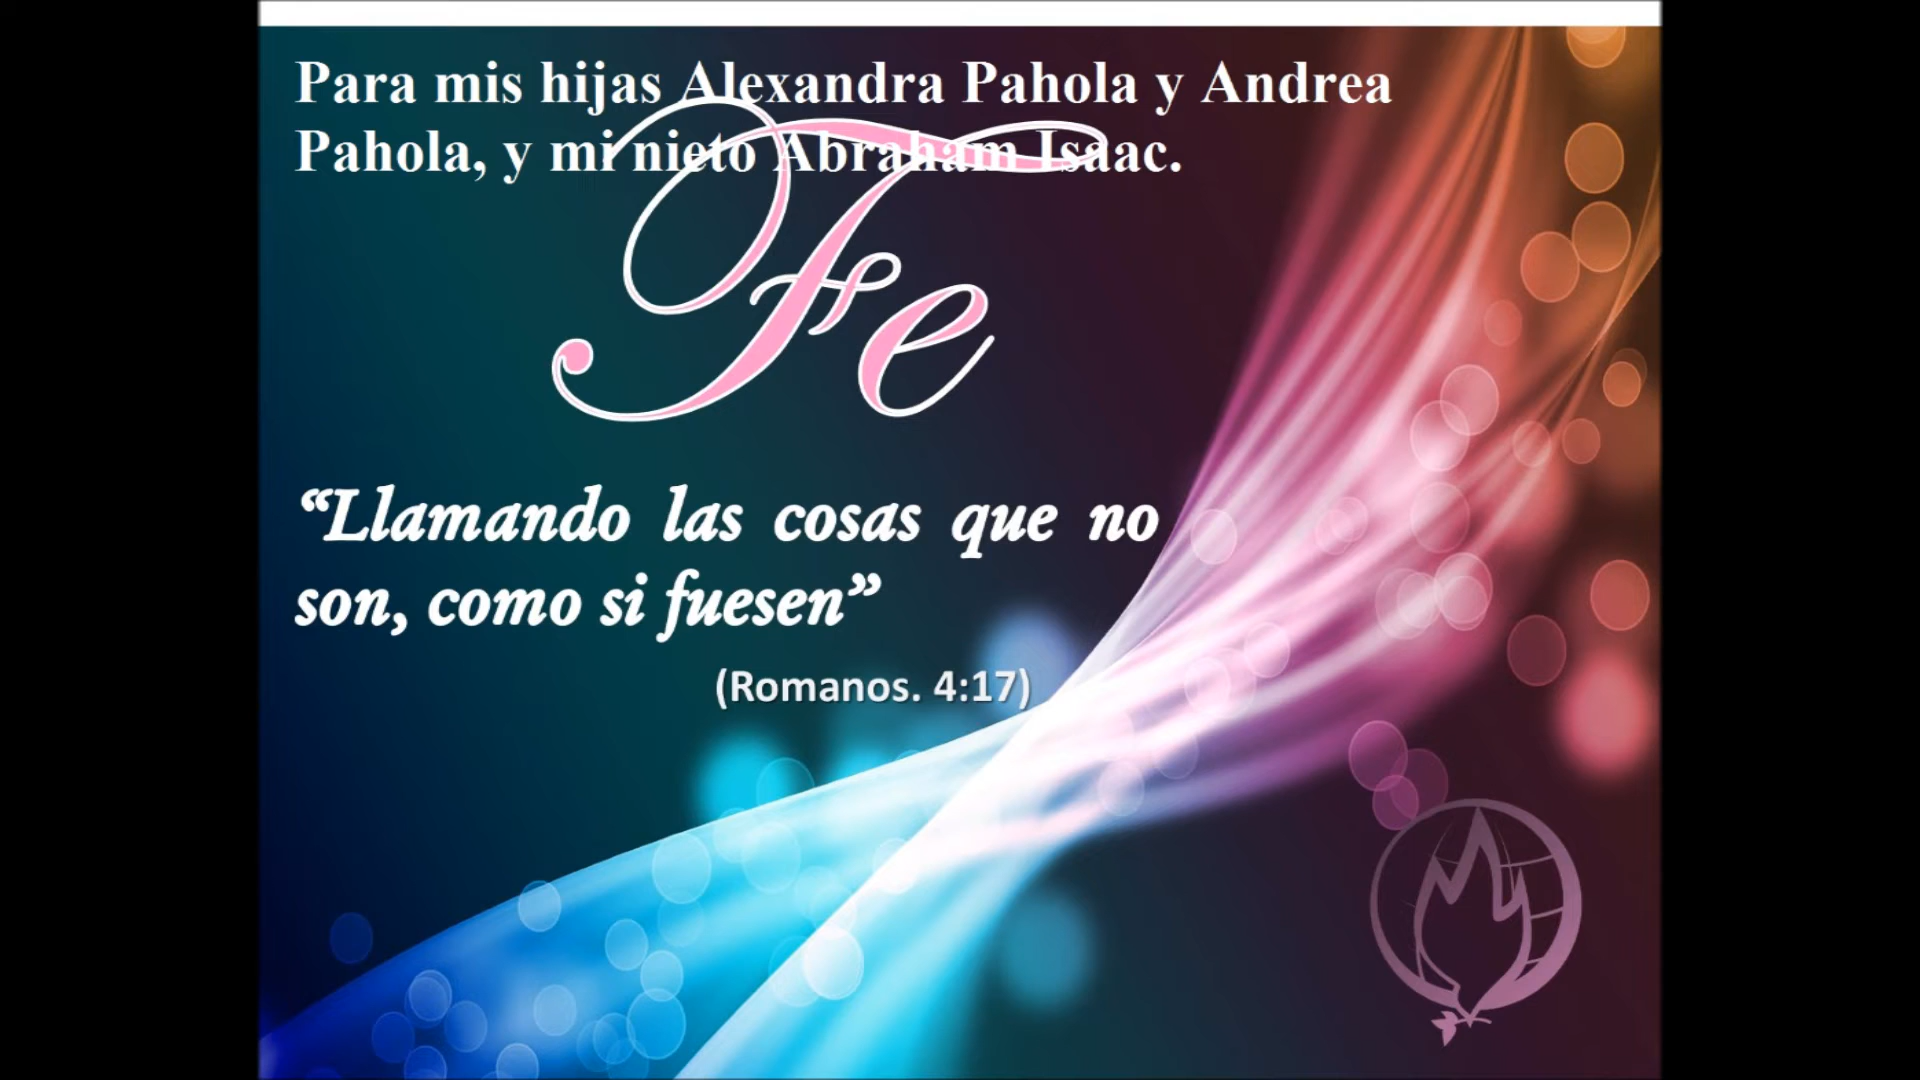 Para mis hijas Alexandra Pahola y Andrea
Pahola, y mi nieto Abraham Isaac.
Fe
“Llamando las cosas que no
son, como si fuesen”
(Romanos. 4:17)